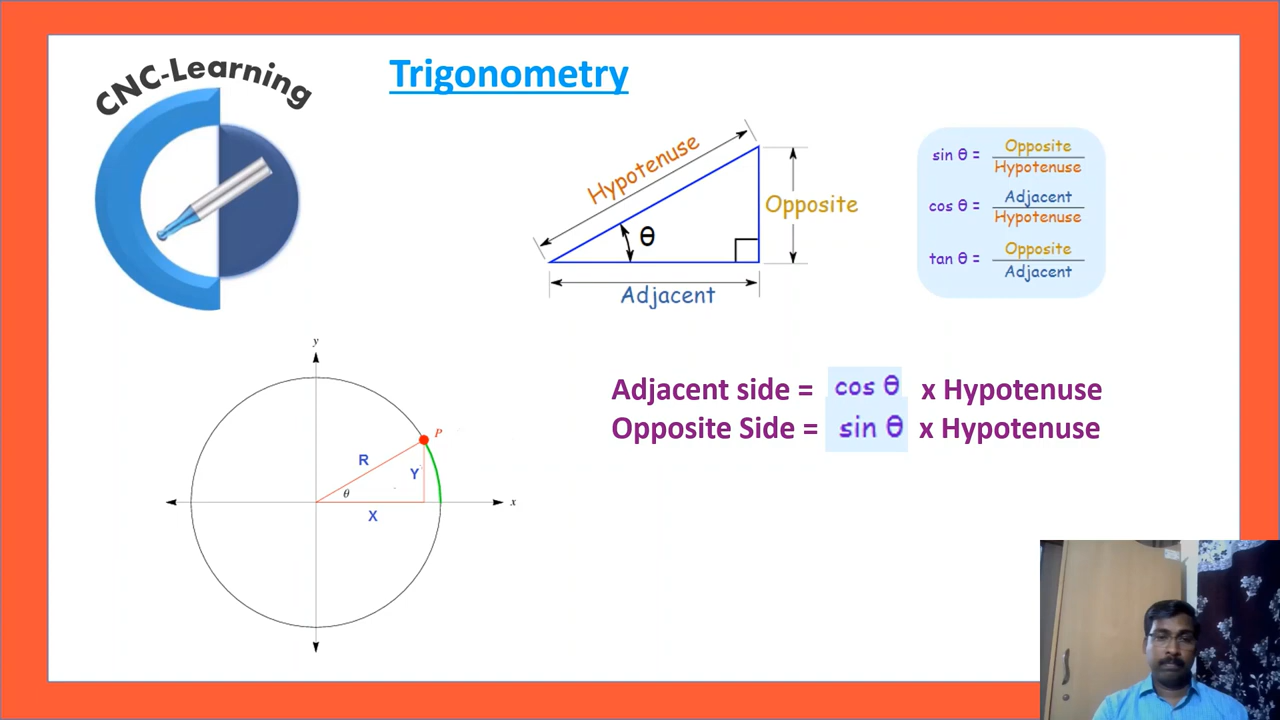 CNC-Learning
Trigonometry
Hypotenuse
θ
Opposite
Adjacent
sin θ = Opposite
Hypotenuse
cos θ = Adjacent
Hypotenuse
tan θ = Opposite
Adjacent
y
P
R
Y
θ
x
X
Adjacent side = cos θ x Hypotenuse
Opposite Side = sin θ x Hypotenuse